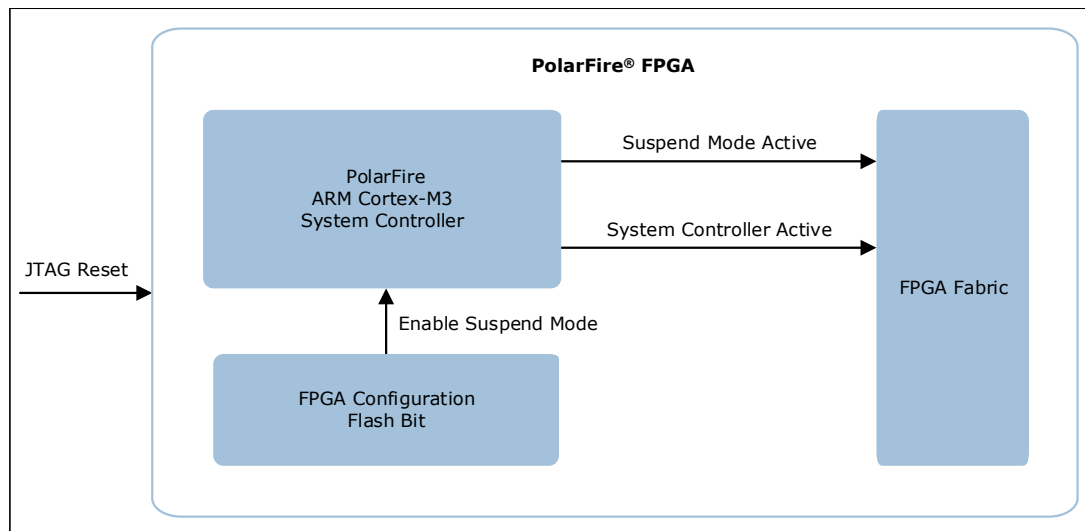 PolarFire® FPGA
PolarFire
ARM Cortex-M3
System Controller
Suspend Mode Active
System Controller Active
JTAG Reset
FPGA Fabric
Enable Suspend Mode
FPGA Configuration
Flash Bit